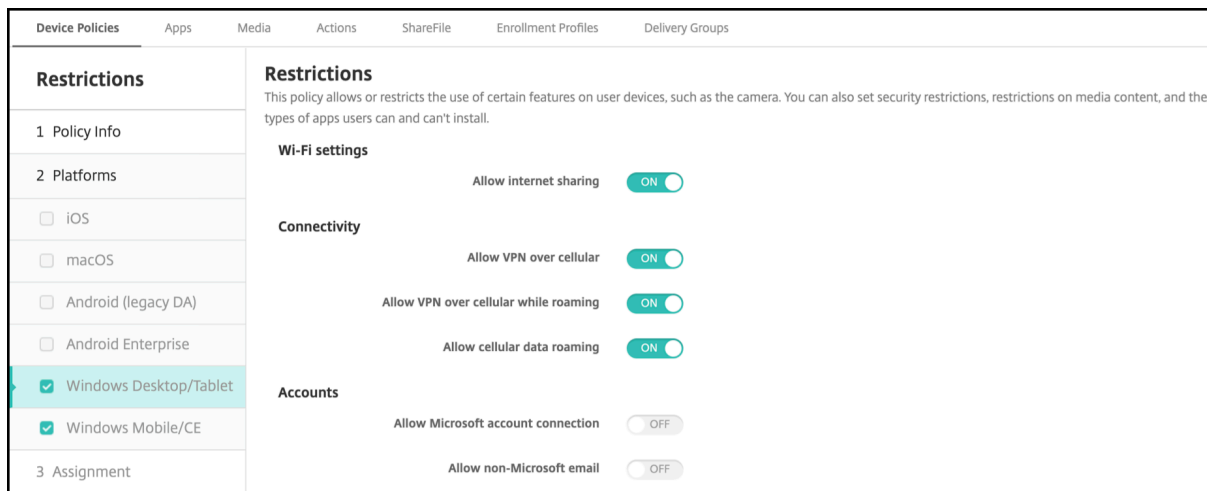 Device Policies Apps Media Actions ShareFile Enrollment Profiles Delivery Groups
Restrictions
1 Policy Info
2 Platforms
iOS
macOS
Android (legacy DA)
Android Enterprise
Windows Desktop/Tablet
Windows Mobile/CE
3 Assignment
Restrictions
This policy allows or restricts the use of certain features on user devices, such as the camera. You can also set security restrictions, restrictions on media content, and the
types of apps users can and can't install.
Wi-Fi settings
Allow internet sharing ON
Connectivity
Allow VPN over cellular ON
Allow VPN over cellular while roaming ON
Allow cellular data roaming ON
Accounts
Allow Microsoft account connection OFF
Allow non-Microsoft email OFF